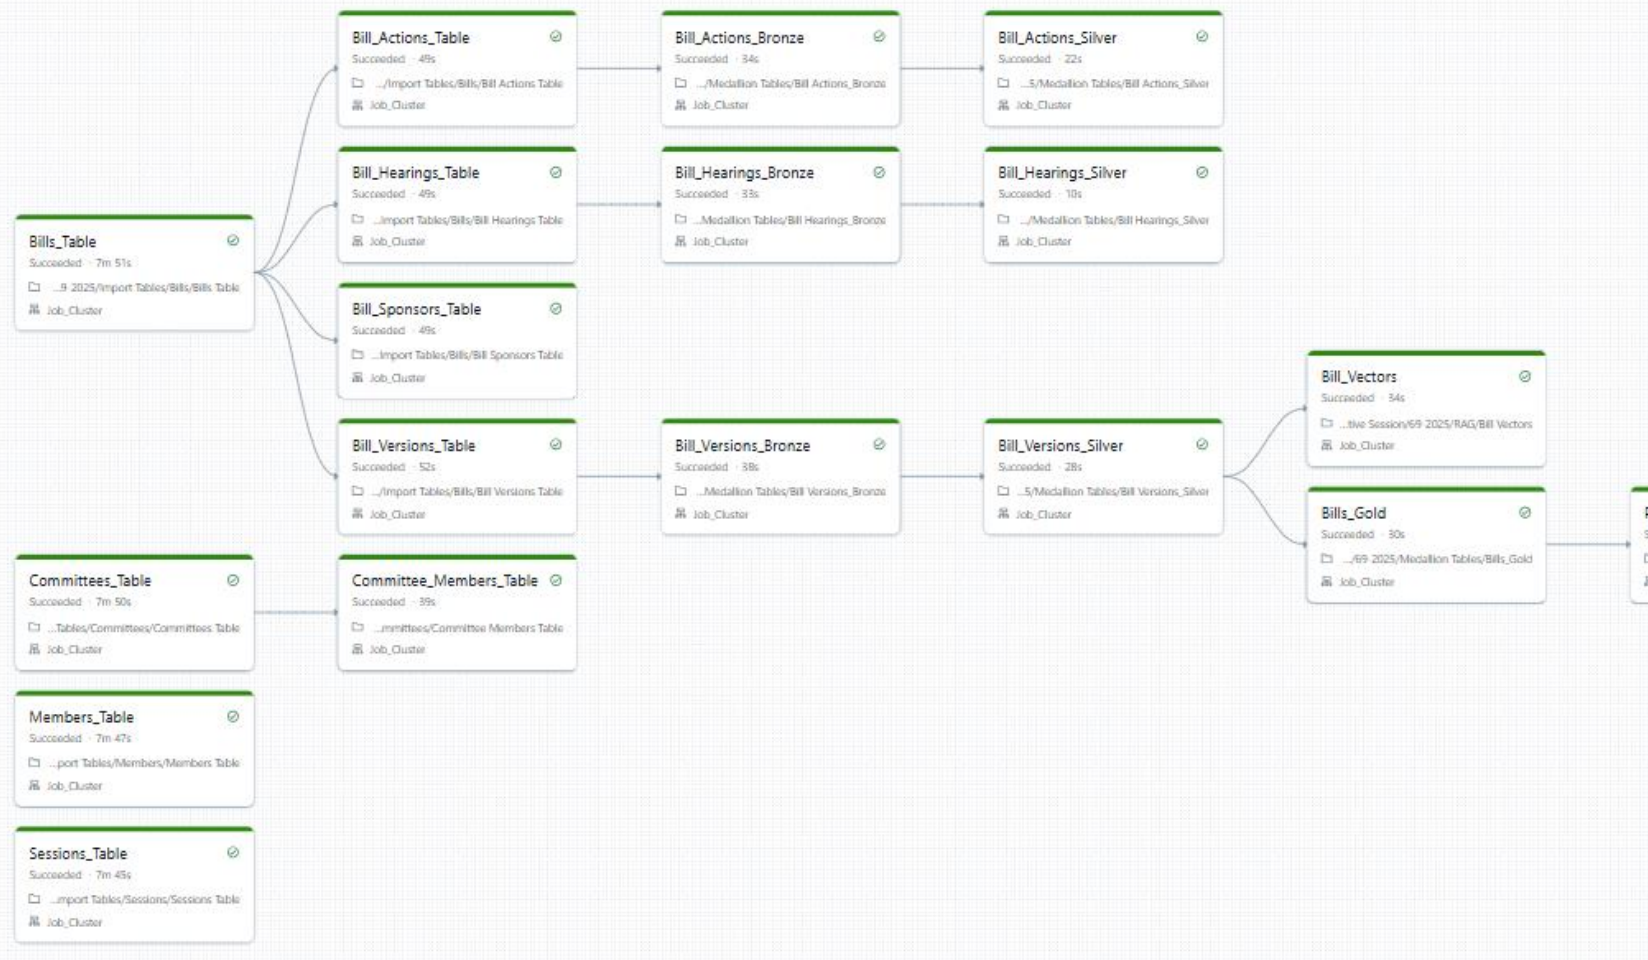 Bill_Actions_Table
Succeeded · 49s
.../Import Tables/Bills/Bill Actions Table
Job_Cluster
Bill_Actions_Bronze
Succeeded · 34s
.../Medallion Tables/Bill Actions_Bronze
Job_Cluster
Bill_Actions_Silver
Succeeded · 22s
...5/Medallion Tables/Bill Actions_Silver
Job_Cluster
Bill_Hearings_Table
Succeeded · 49s
...Import Tables/Bills/Bill Hearings Table
Job_Cluster
Bill_Hearings_Bronze
Succeeded · 33s
...Medallion Tables/Bill Hearings_Bronze
Job_Cluster
Bill_Hearings_Silver
Succeeded · 10s
.../Medallion Tables/Bill Hearings_Silver
Job_Cluster
Bills_Table
Succeeded · 7m 51s
...9 2025/Import Tables/Bills/Bills Table
Job_Cluster
Bill_Sponsors_Table
Succeeded · 49s
...Import Tables/Bills/Bill Sponsors Table
Job_Cluster
Bill_Versions_Table
Succeeded · 52s
.../Import Tables/Bills/Bill Versions Table
Job_Cluster
Bill_Versions_Bronze
Succeeded · 38s
...Medallion Tables/Bill Versions_Bronze
Job_Cluster
Bill_Versions_Silver
Succeeded · 28s
...5/Medallion Tables/Bill Versions_Silver
Job_Cluster
Bill_Vectors
Succeeded · 34s
...tive Session/69 2025/RAG/Bill Vectors
Job_Cluster
Bills_Gold
Succeeded · 30s
.../69 2025/Medallion Tables/Bills_Gold
Job_Cluster
Committees_Table
Succeeded · 7m 50s
...Tables/Committees/Committees Table
Job_Cluster
Committee_Members_Table
Succeeded · 39s
...mmittees/Committee Members Table
Job_Cluster
Members_Table
Succeeded · 7m 47s
...port Tables/Members/Members Table
Job_Cluster
Sessions_Table
Succeeded · 7m 45s
...mport Tables/Sessions/Sessions Table
Job_Cluster